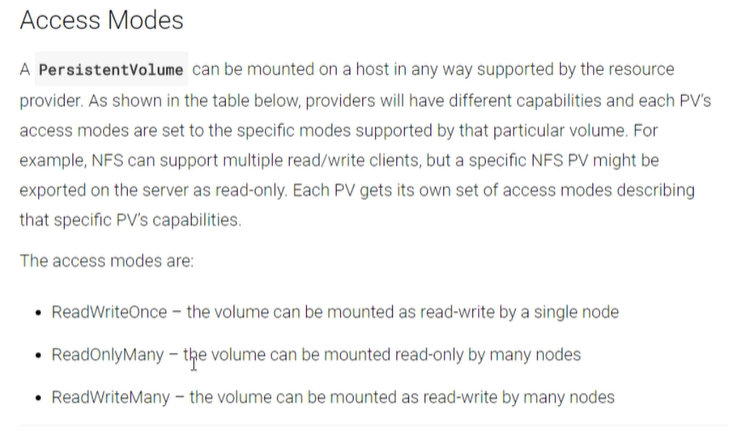 Access Modes
A PersistentVolume can be mounted on a host in any way supported by the resource
provider. As shown in the table below, providers will have different capabilities and each PV's
access modes are set to the specific modes supported by that particular volume. For
example, NFS can support multiple read/write clients, but a specific NFS PV might be
exported on the server as read-only. Each PV gets its own set of access modes describing
that specific PV's capabilities.
The access modes are:
• ReadWriteOnce – the volume can be mounted as read-write by a single node
• ReadOnlyMany – the volume can be mounted read-only by many nodes
• ReadWriteMany – the volume can be mounted as read-write by many nodes